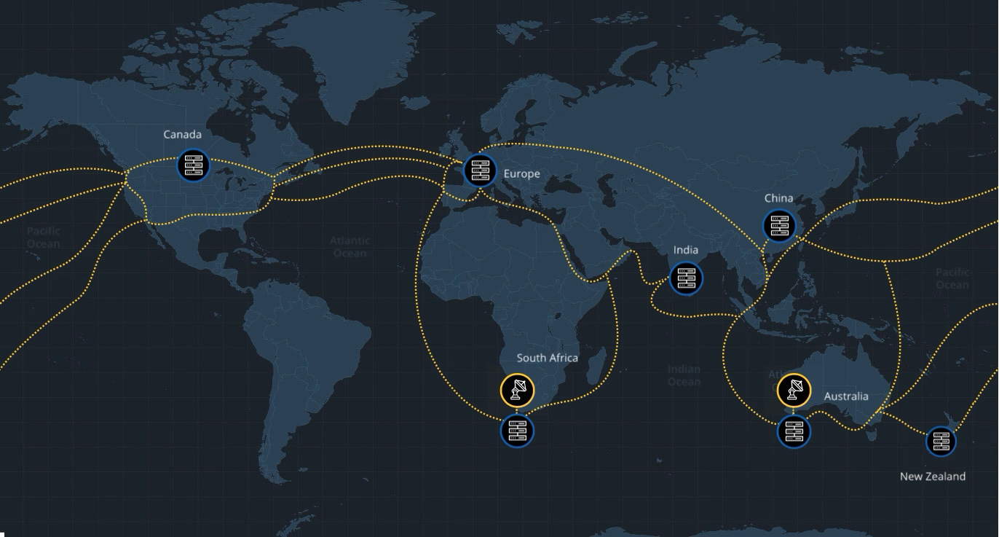 Canada
Europe
China
Pacific
Ocean
Atlantic
Ocean
India
Pacific
Ocean
South Africa
Indian
Ocean
Australia
New Zealand